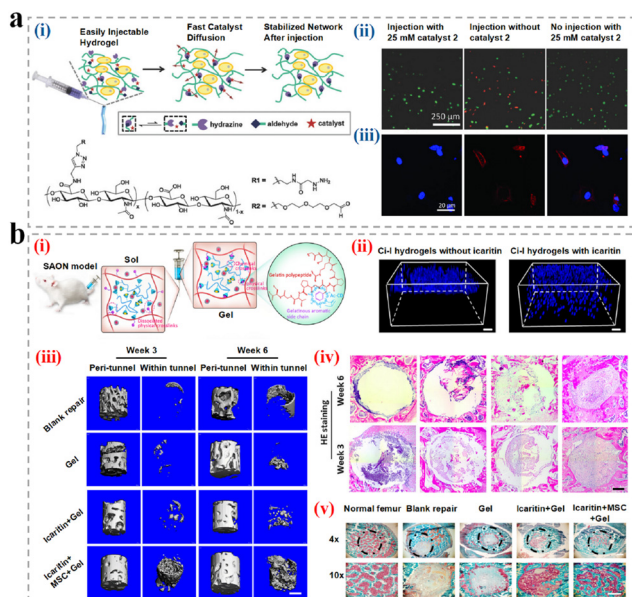 a
(i)
Easily Injectable
Hydrogel
Fast Catalyst
Diffusion
Stabilized Network
After injection
hydrazine
aldehyde
catalyst
R1 =
R2 =
(ii)
Injection with
25 mM catalyst 2
Injection without
catalyst 2
No injection with
25 mM catalyst 2
250 μm
(iii)
20 μm
b
(i)
SAON model
Sol
Gel
Gelatin polypeptide
side chain
(ii)
Ci-I hydrogels without icaritin
Ci-I hydrogels with icaritin
(iii)
Week 3
Week 6
Peri-tunnel
Within tunnel
Peri-tunnel
Within tunnel
Blank repair
Gel
Icaritin+Gel
Icaritin+
MSC+Gel
(iv)
HE staining
Week 6
Week 3
(v)
Normal femur
Blank repair
Gel
Icaritin+Gel
Icaritin+MSC
+Gel
4x
10x